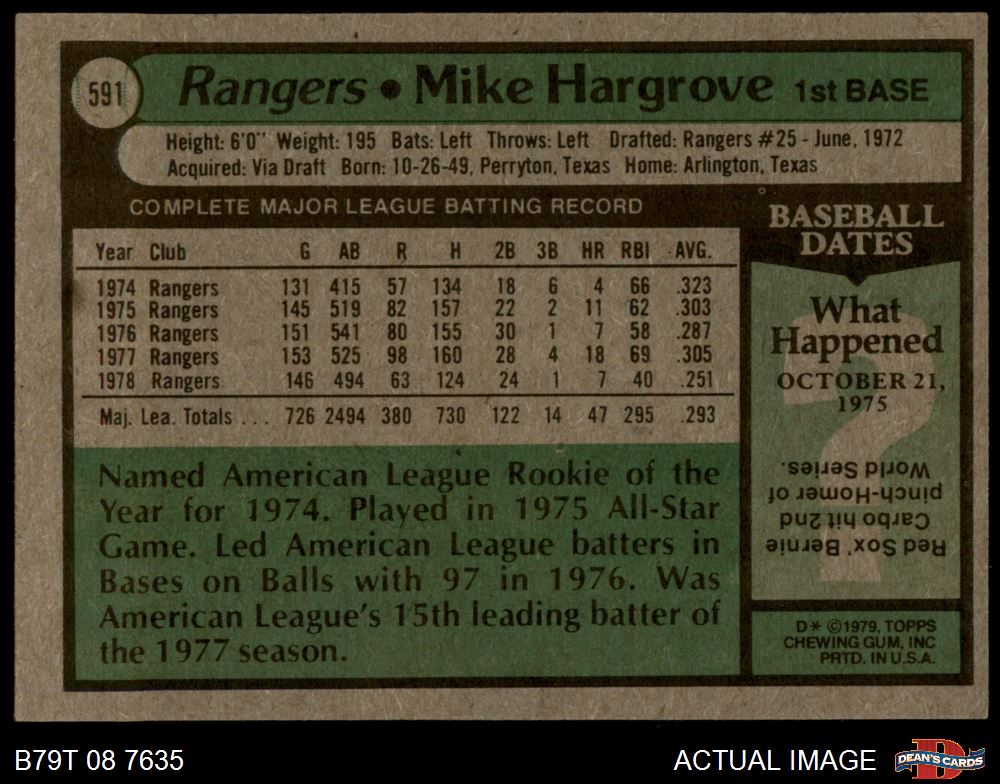 591
Rangers • Mike Hargrove 1st BASE
Height: 6'0" Weight: 195 Bats: Left Throws: Left Drafted: Rangers #25 - June, 1972
Acquired: Via Draft Born: 10-26-49, Perryton, Texas Home: Arlington, Texas
COMPLETE MAJOR LEAGUE BATTING RECORD
Year Club G AB R H 2B 3B HR RBI AVG.
1974 Rangers 131 415 57 134 18 6 4 66 .323
1975 Rangers 145 519 82 157 22 2 11 62 .303
1976 Rangers 151 541 80 155 30 1 7 58 .287
1977 Rangers 153 525 98 160 28 4 18 69 .305
1978 Rangers 146 494 63 124 24 1 7 40 .251
Maj. Lea. Totals . . . 726 2494 380 730 122 14 47 295 .293
Named American League Rookie of the
Year for 1974. Played in 1975 All-Star
Game. Led American League batters in
Bases on Balls with 97 in 1976. Was
American League's 15th leading batter of
the 1977 season.
BASEBALL
DATES
What
Happened
OCTOBER 21,
1975
?
Red Sox' Bernie
Carbo hit 2nd
pinch-Homer of
World Series.
D* ©1979, TOPPS
CHEWING GUM, INC
PRTD. IN U.S.A.
B79T 08 7635
ACTUAL IMAGE
D
DEAN'S CARDS